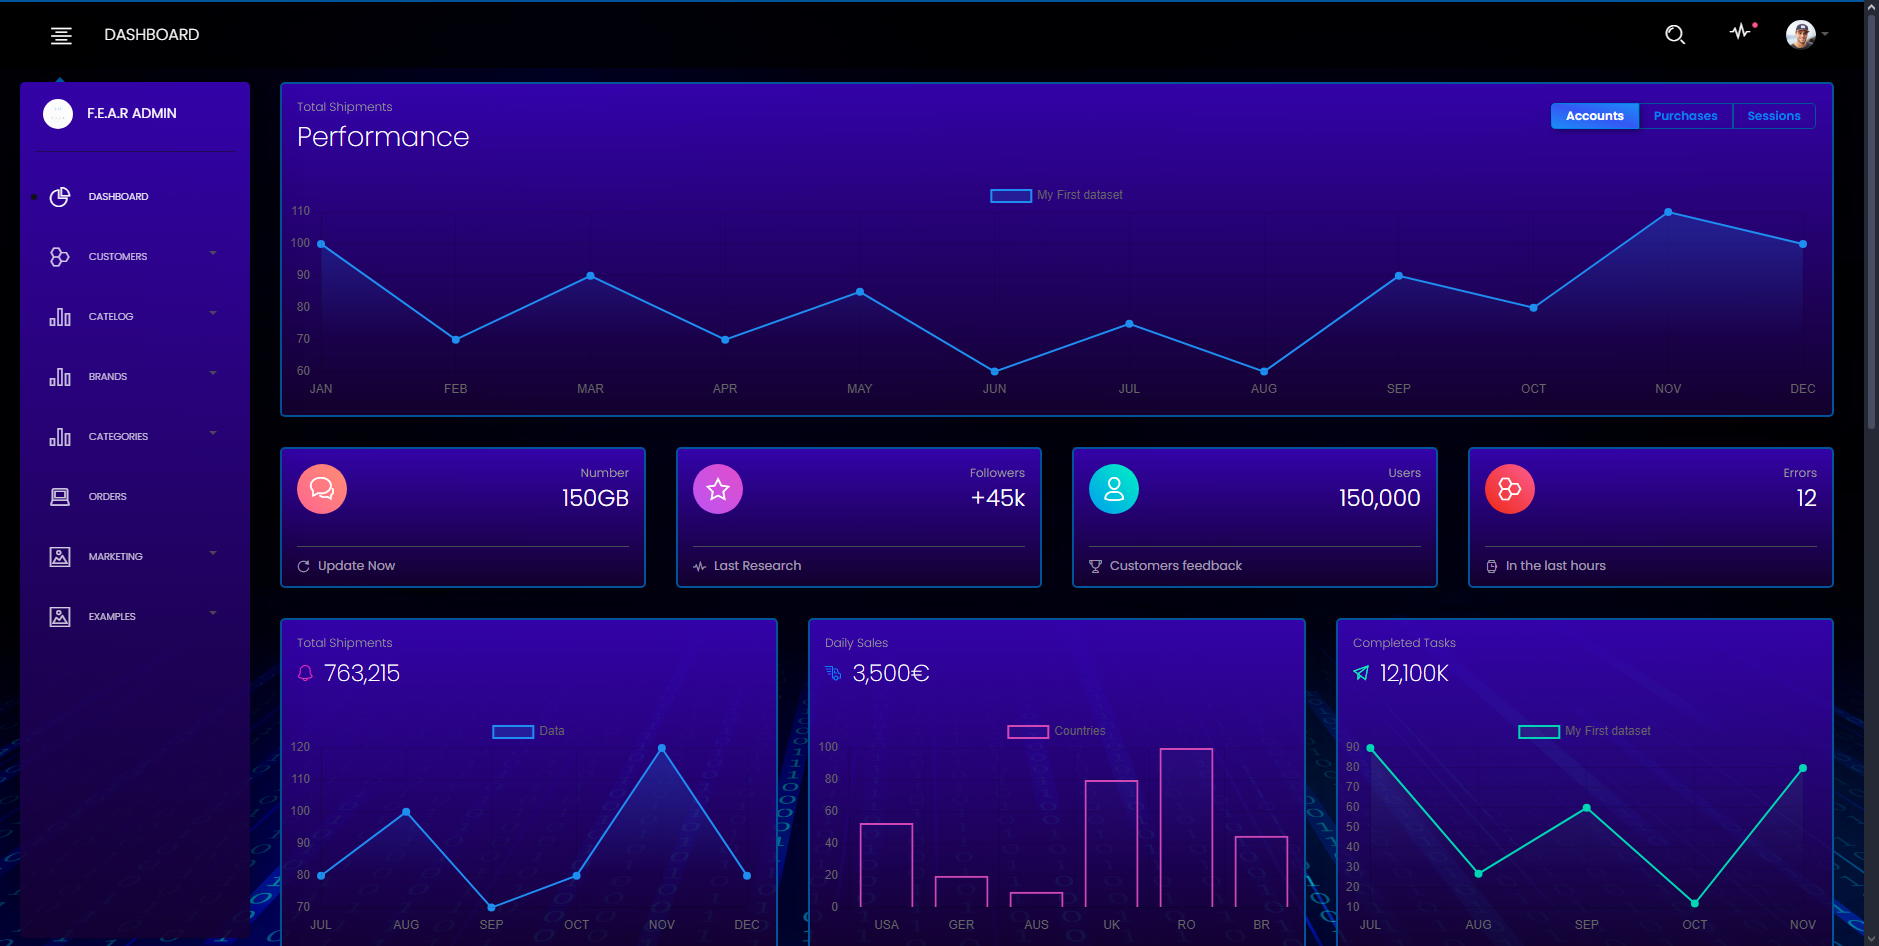 DASHBOARD
F.E.A.R ADMIN
DASHBOARD
CUSTOMERS
CATELOG
BRANDS
CATEGORIES
ORDERS
MARKETING
EXAMPLES
Total Shipments
Performance
Accounts Purchases Sessions
My First dataset
110
100
90
80
70
60
JAN FEB MAR APR MAY JUN JUL AUG SEP OCT NOV DEC
Number
150GB
Update Now
Followers
+45k
Last Research
Users
150,000
Customers feedback
Errors
12
In the last hours
Total Shipments
763,215
Data
120
110
100
90
80
70
JUL AUG SEP OCT NOV DEC
Daily Sales
3,500€
Countries
100
80
60
40
20
0
USA GER AUS UK RO BR
Completed Tasks
12,100K
My First dataset
90
80
70
60
50
40
30
20
10
JUL AUG SEP OCT NOV